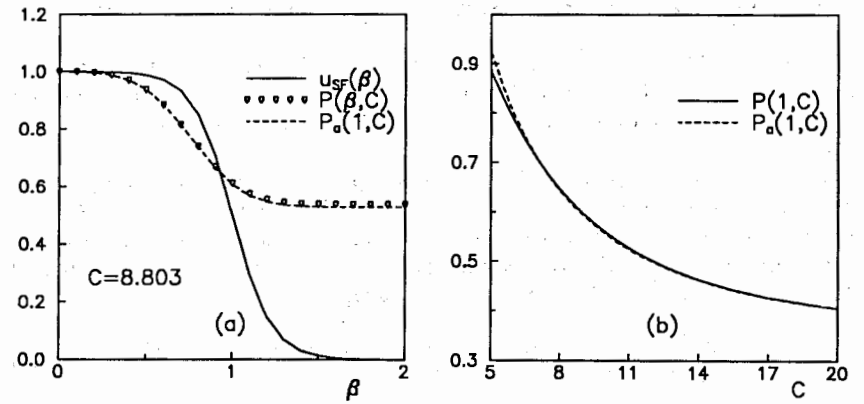 1.2
1.0
0.8
0.6
0.4
0.2
0.0
u_SF(β)
P(β,C)
P_a(1,C)
C=8.803
(a)
0
1
2
β
0.9
0.7
0.5
0.3
P(1,C)
P_a(1,C)
(b)
5
8
11
14
17
20
C